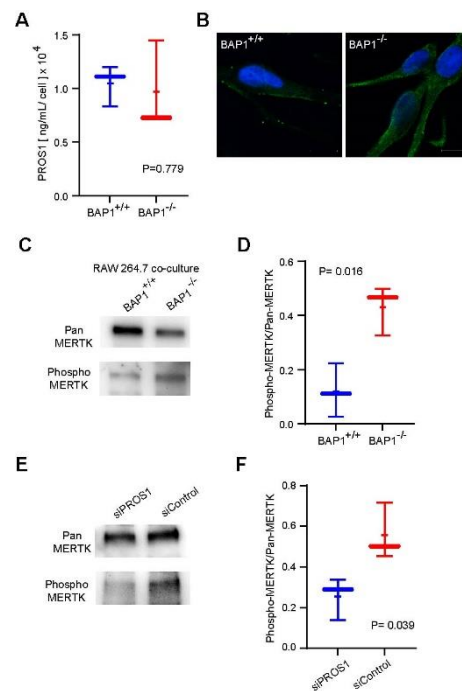 A
PROS1 [ ng/mL/ cell] x 10^4
1.5
1.0
0.5
0.0
P=0.779
BAP1+/+
BAP1-/-
B
BAP1+/+
BAP1-/-
C
RAW 264.7 co-culture
BAP1+/+
BAP1-/-
Pan
MERTK
Phospho
MERTK
D
Phospho-MERTK/Pan-MERTK
0.6
0.4
0.2
0.0
P= 0.016
BAP1+/+
BAP1-/-
E
siPROS1
siControl
Pan
MERTK
Phospho
MERTK
F
Phospho-MERTK/Pan-MERTK
0.8
0.6
0.4
0.2
0.0
P= 0.039
siPROS1
siControl